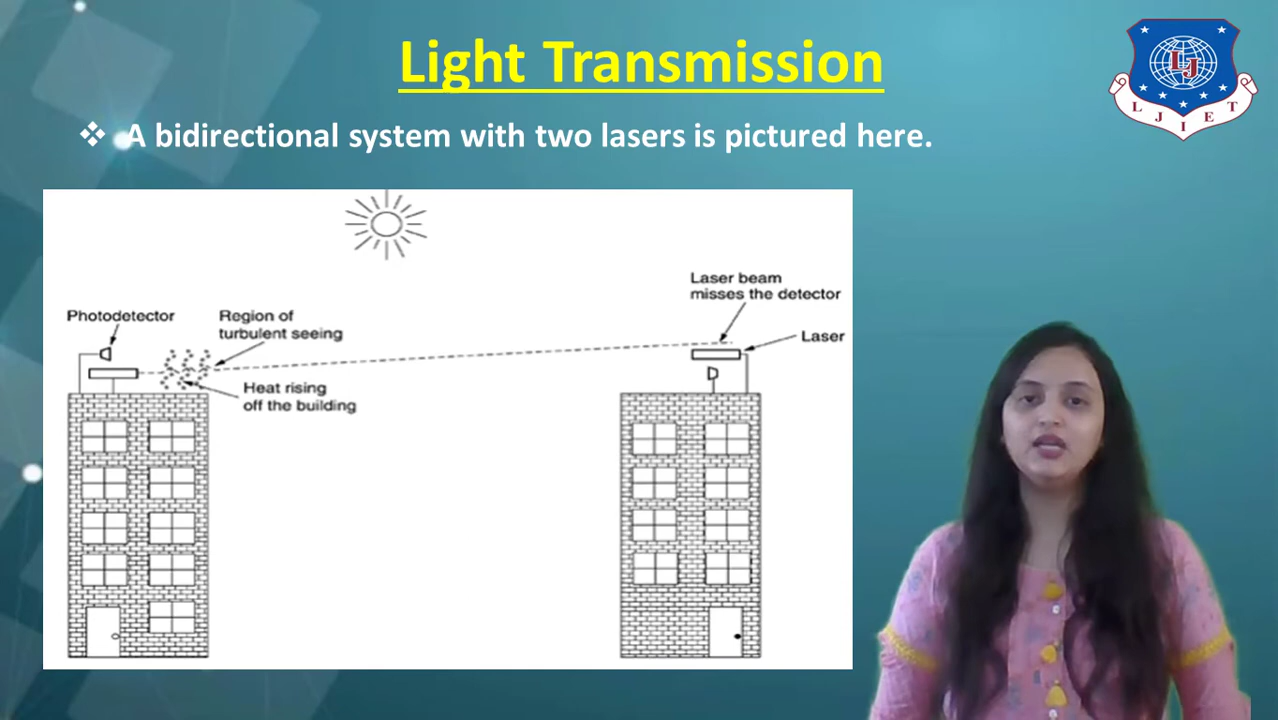 Light Transmission
L J I E T
LJ
❖ A bidirectional system with two lasers is pictured here.
Laser beam
misses the detector
Photodetector
Region of
turbulent seeing
Laser
Heat rising
off the building